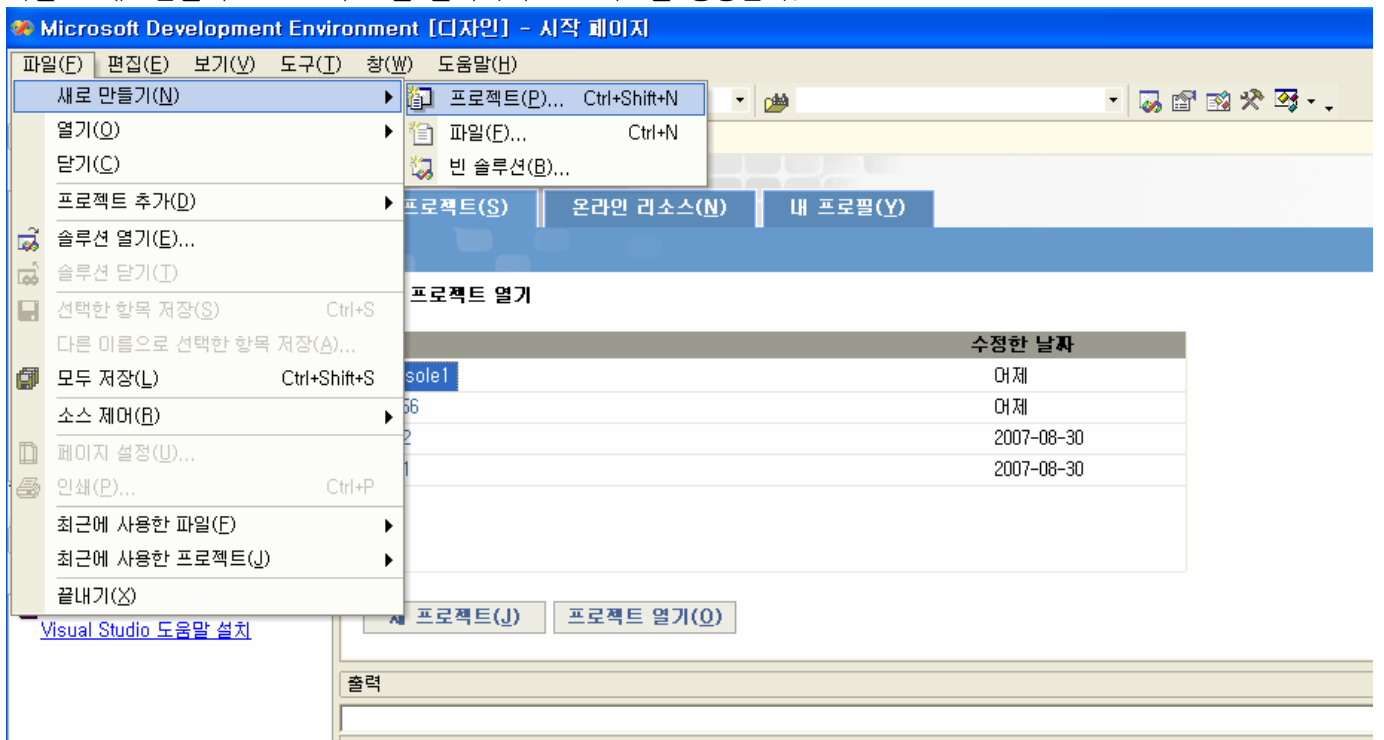 Microsoft Development Environment [디자인] - 시작 페이지
파일(F) 편집(E) 보기(V) 도구(T) 창(W) 도움말(H)
새로 만들기(N)
프로젝트(P)... Ctrl+Shift+N
파일(F)... Ctrl+N
빈 솔루션(B)...
열기(O)
닫기(C)
프로젝트 추가(D)
솔루션 열기(E)...
솔루션 닫기(T)
선택한 항목 저장(S) Ctrl+S
다른 이름으로 선택한 항목 저장(A)...
모두 저장(L) Ctrl+Shift+S
소스 제어(R)
페이지 설정(U)...
인쇄(P)... Ctrl+P
최근에 사용한 파일(F)
최근에 사용한 프로젝트(J)
끝내기(X)
프로젝트(S) 온라인 리소스(N) 내 프로필(Y)
프로젝트 열기
수정한 날짜
sole1 어제
56 어제
2 2007-08-30
1 2007-08-30
새 프로젝트(J) 프로젝트 열기(O)
Visual Studio 도움말 설치
출력